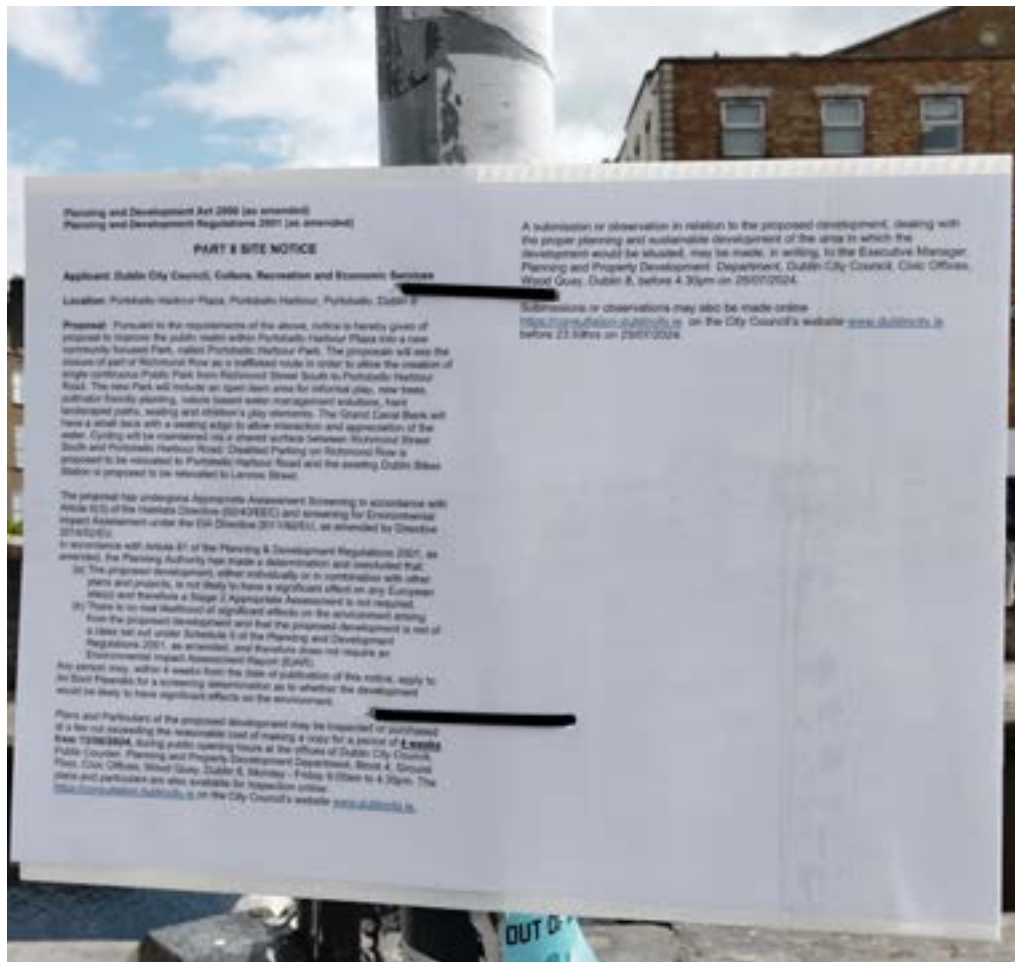 Planning and Development Act 2000 (as amended)
Planning and Development Regulations 2001 (as amended)
PART 8 SITE NOTICE
Applicant: Dublin City Council, Culture, Recreation and Economic Services
Location: Portobello Harbour Plaza, Portobello Harbour, Portobello, Dublin 8
Proposal: Pursuant to the requirements of the above, notice is hereby given of
proposal to improve the public realm within Portobello Harbour Plaza into a new
community focused Park, called Portobello Harbour Park. The proposals will see the
closure of part of Richmond Row as a trafficked route in order to allow the creation of
single continuous Public Park from Richmond Street South to Portobello Harbour
Road. The new Park will include an open lawn area for informal play, new trees,
pollinator friendly planting, nature based water management solutions, hard
landscaped paths, seating and children's play elements. The Grand Canal Bank will
have a small deck with a seating edge to allow interaction and appreciation of the
water. Cycling will be maintained via a shared surface between Richmond Street
South and Portobello Harbour Road. Disabled Parking on Richmond Row is
proposed to be relocated to Portobello Harbour Road and the existing Dublin Bikes
Station is proposed to be relocated to Lennox Street.
The proposal has undergone Appropriate Assessment Screening in accordance with
Article 6(3) of the Habitats Directive (92/43/EEC) and screening for Environmental
Impact Assessment under the EIA Directive 2011/92/EU, as amended by Directive
2014/52/EU.
In accordance with Article 81 of the Planning & Development Regulations 2001, as
amended, the Planning Authority has made a determination and concluded that:
(a) The proposed development, either individually or in combination with other
plans and projects, is not likely to have a significant effect on any European
site(s) and therefore a Stage 2 Appropriate Assessment is not required.
(b) There is no real likelihood of significant effects on the environment arising
from the proposed development and that the proposed development is not of
a class set out under Schedule 5 of the Planning and Development
Regulations 2001, as amended, and therefore does not require an
Environmental Impact Assessment Report (EIAR).
Any person may, within 4 weeks from the date of publication of this notice, apply to
An Bord Pleanála for a screening determination as to whether the development
would be likely to have significant effects on the environment.
Plans and Particulars of the proposed development may be inspected or purchased
at a fee not exceeding the reasonable cost of making a copy for a period of 4 weeks
from 13/06/2024, during public opening hours at the offices of Dublin City Council,
Public Counter, Planning and Property Development Department, Block 4, Ground
Floor, Civic Offices, Wood Quay, Dublin 8, Monday - Friday 9.00am to 4.30pm. The
plans and particulars are also available for inspection online
https://consultation.dublincity.ie on the City Council's website www.dublincity.ie.
A submission or observation in relation to the proposed development, dealing with
the proper planning and sustainable development of the area in which the
development would be situated, may be made, in writing, to the Executive Manager,
Planning and Property Development Department, Dublin City Council, Civic Offices,
Wood Quay, Dublin 8, before 4.30pm on
Submissions or observations may also be made online
https://consultation.dublincity.ie on the City Council's website www.dublincity.ie
before 23.59hrs on
OUT OF